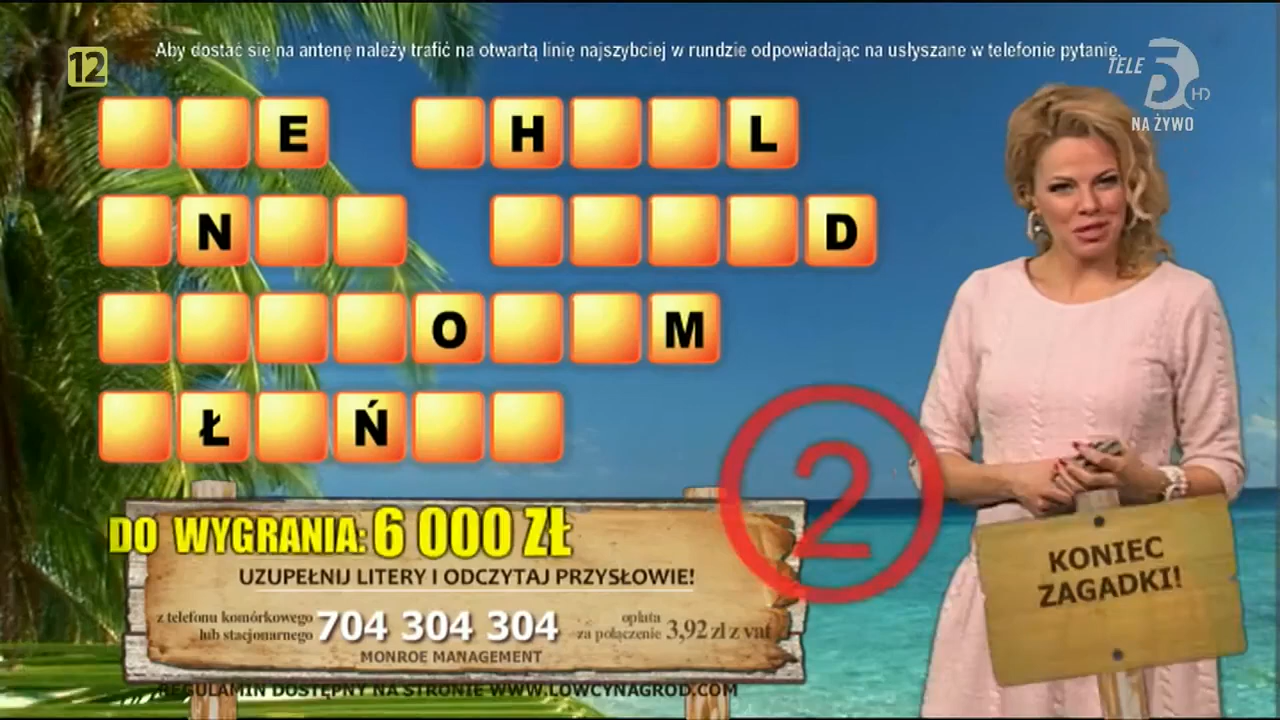 Aby dostać się na antenę należy trafić na otwartą linię najszybciej w rundzie odpowiadając na usłyszane w telefonie pytanie.
12
TELE 5 HD
NA ŻYWO
E H L
N D
O M
Ł Ń
2
DO WYGRANIA: 6 000 ZŁ
UZUPEŁNIJ LITERY I ODCZYTAJ PRZYSŁOWIE!
z telefonu komórkowego
lub stacjonarnego
704 304 304
opłata
za połączenie 3,92 zł z vat
MONROE MANAGEMENT
REGULAMIN DOSTĘPNY NA STRONIE WWW.LOWCYNAGROD.COM
KONIEC
ZAGADKI!